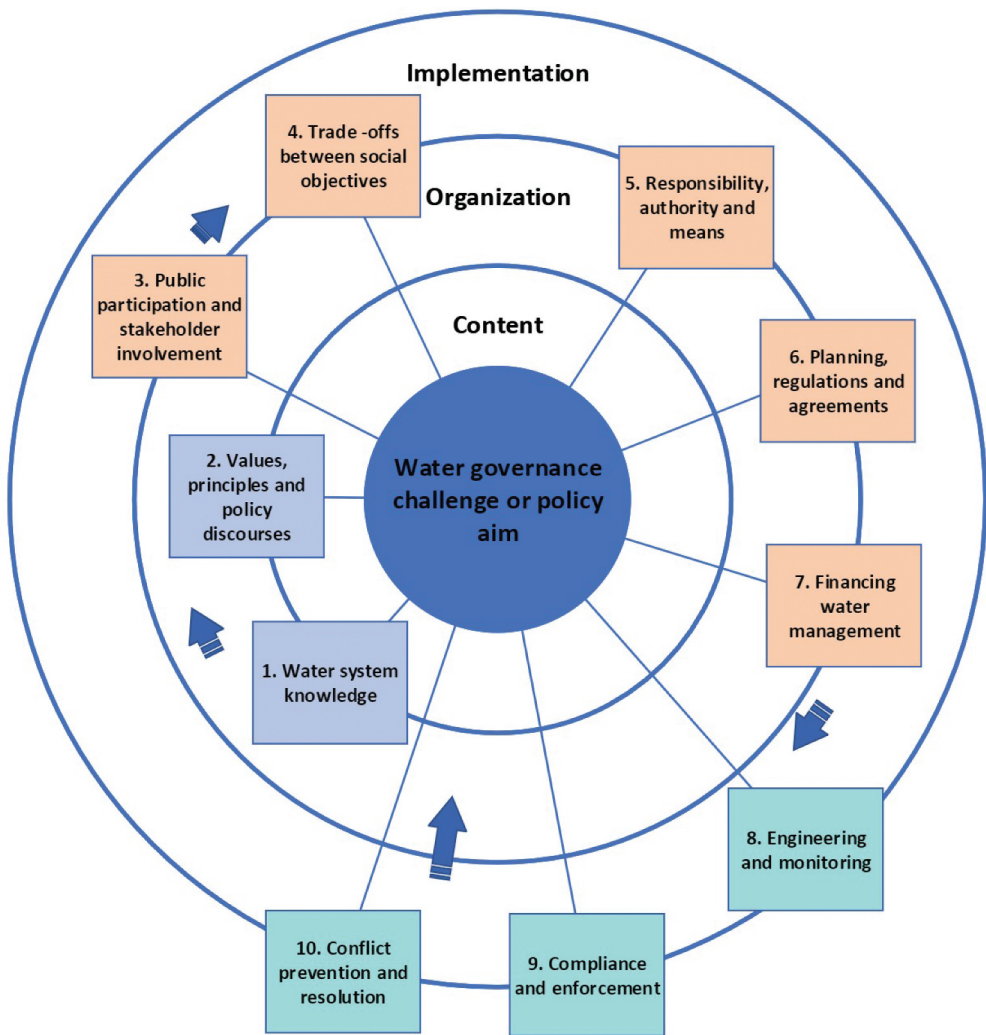 Implementation
4. Trade -offs
between social
objectives
Organization
5. Responsibility,
authority and
means
3. Public
participation and
stakeholder
involvement
Content
6. Planning,
regulations and
agreements
2. Values,
principles and
policy
discourses
Water governance
challenge or policy
aim
7. Financing
water
management
1. Water system
knowledge
8. Engineering
and monitoring
10. Conflict
prevention and
resolution
9. Compliance
and enforcement